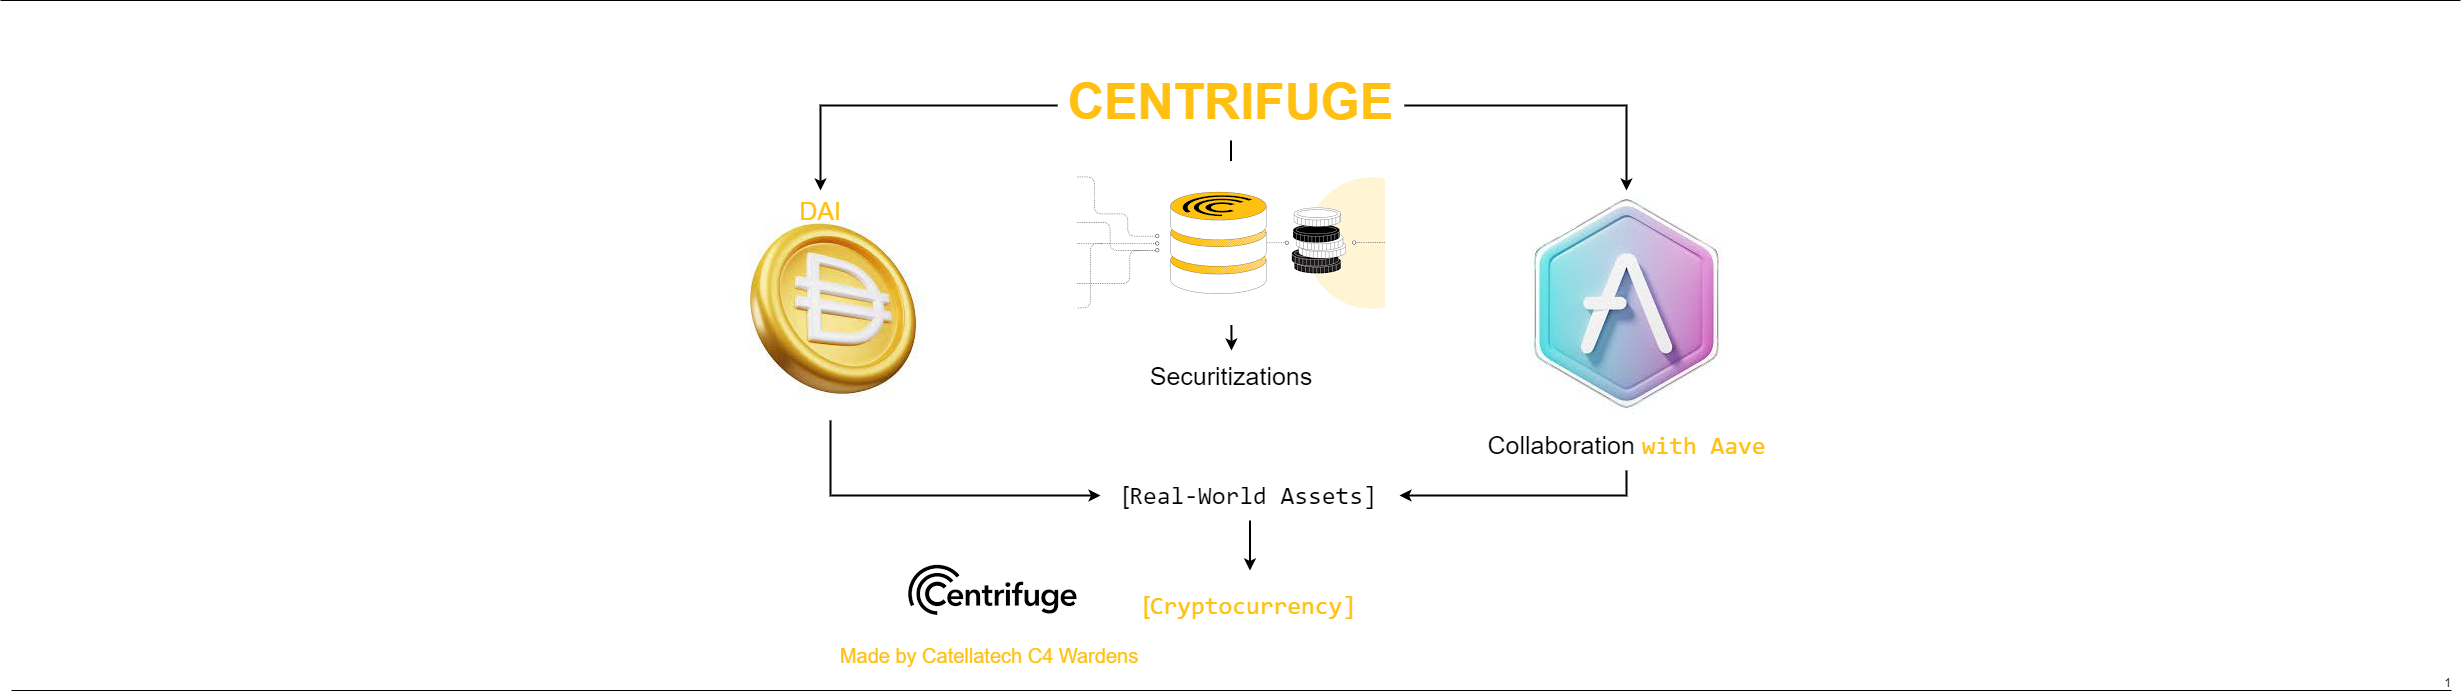 CENTRIFUGE
DAI
Securitizations
Collaboration with Aave
[Real-World Assets]
Centrifuge
[Cryptocurrency]
Made by Catellatech C4 Wardens
1